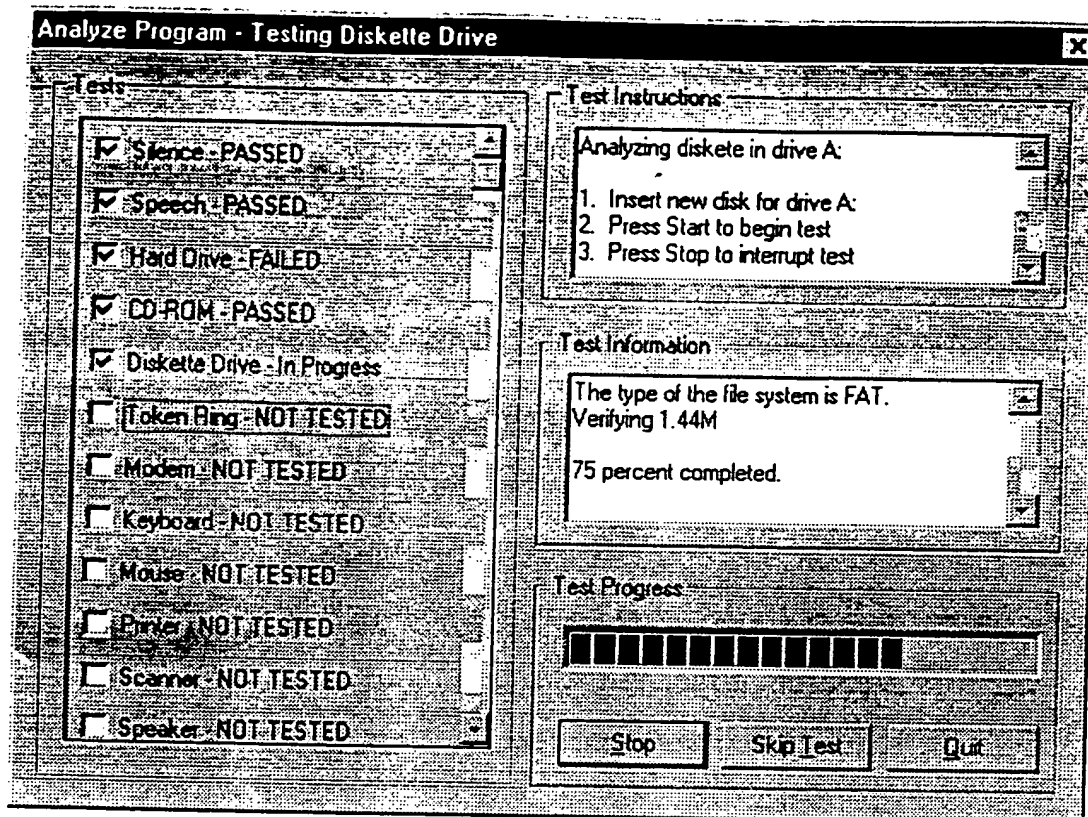 Analyze Program - Testing Diskette Drive
Tests
Silence - PASSED
Speech - PASSED
Hard Drive - FAILED
CD-ROM - PASSED
Diskette Drive - In Progress
Token Ring - NOT TESTED
Modem - NOT TESTED
Keyboard - NOT TESTED
Mouse - NOT TESTED
Printer - NOT TESTED
Scanner - NOT TESTED
Speaker - NOT TESTED
Test Instructions
Analyzing diskete in drive A:
1. Insert new disk for drive A:
2. Press Start to begin test
3. Press Stop to interrupt test
Test Information
The type of the file system is FAT.
Verifying 1.44M
75 percent completed.
Test Progress
Stop
Skip Test
Quit